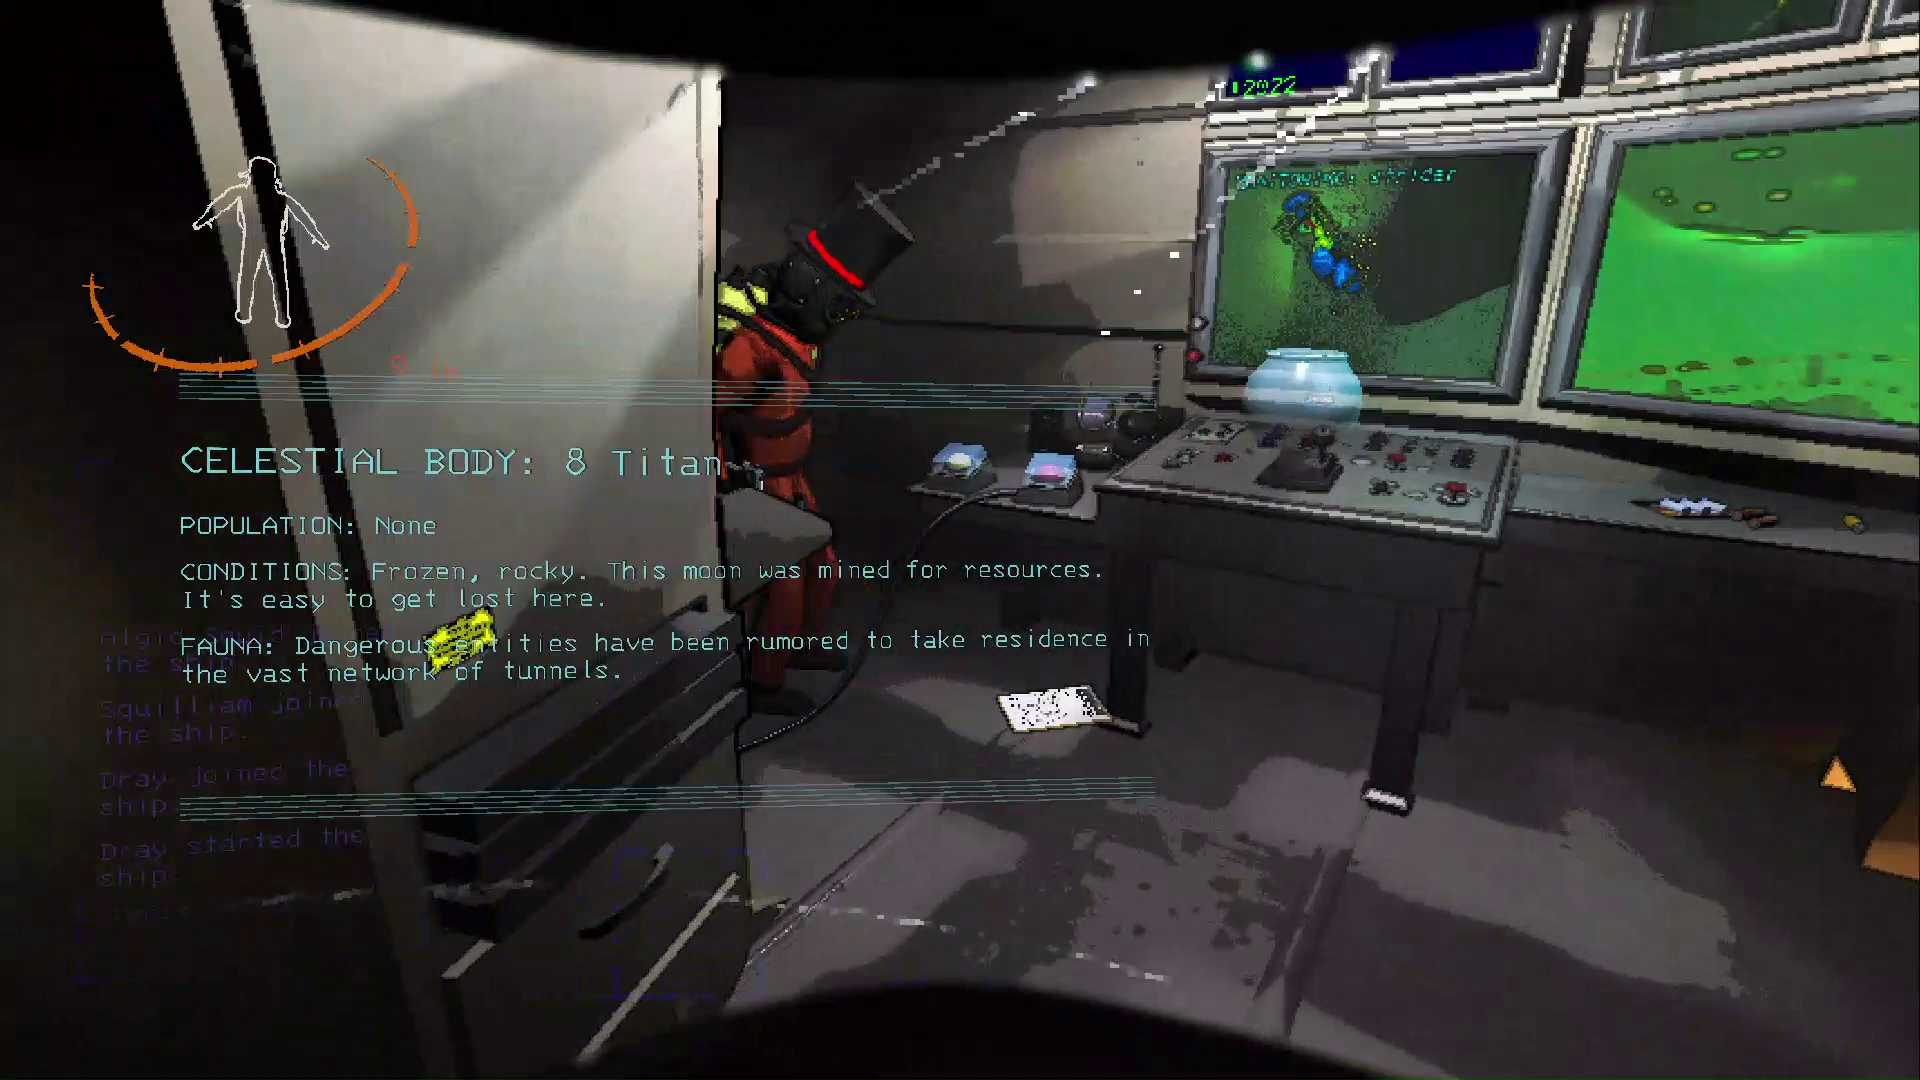 2022
MONITORING: Strider
CELESTIAL BODY: 8 Titan
POPULATION: None
CONDITIONS: Frozen, rocky. This moon was mined for resources.
It's easy to get lost here.
FAUNA: Dangerous entities have been rumored to take residence in
the vast network of tunnels.
the ship.
Squilliam joined
the ship.
Dray joined the
ship.
Dray started the
ship.